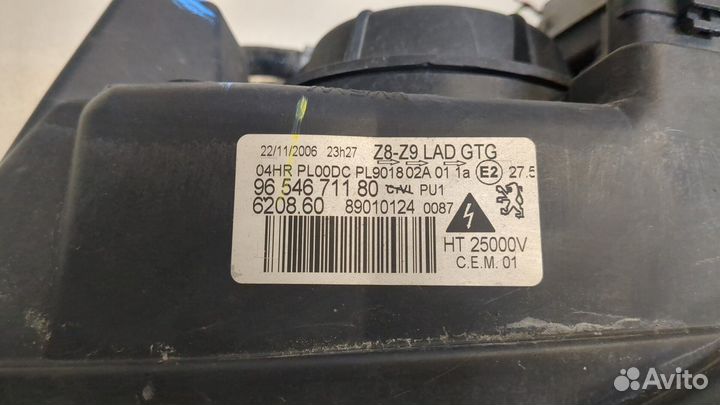 22/11/2006 23h27 Z8-Z9 LAD GTG
04HR PL00DC PL9018 02A 01 1a E2 27.5
96 546 711 80 PU1
6208.60 89010124 0087
HT 25000V
C.E.M. 01
Avito